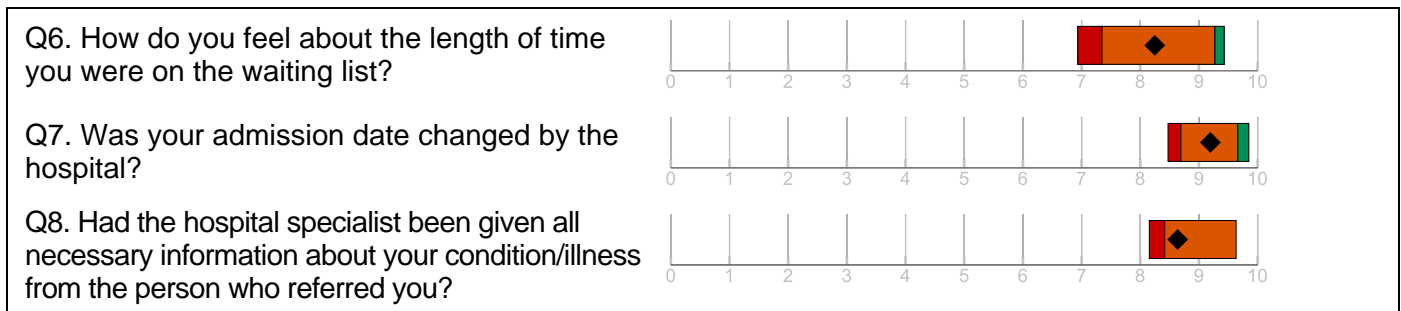 Q6. How do you feel about the length of time
you were on the waiting list?
0 1 2 3 4 5 6 7 8 9 10
Q7. Was your admission date changed by the
hospital?
0 1 2 3 4 5 6 7 8 9 10
Q8. Had the hospital specialist been given all
necessary information about your condition/illness
from the person who referred you?
0 1 2 3 4 5 6 7 8 9 10